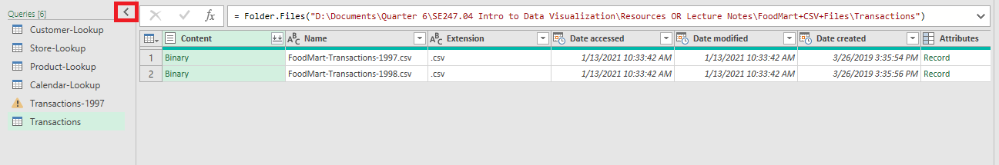 Queries [6]
Customer-Lookup
Store-Lookup
Product-Lookup
Calendar-Lookup
Transactions-1997
Transactions
fx
= Folder.Files("D:\Documents\Quarter 6\SE247.04 Intro to Data Visualization\Resources OR Lecture Notes\FoodMart+CSV+Files\Transactions")
Content ABC Name ABC Extension Date accessed Date modified Date created Attributes
1 Binary FoodMart-Transactions-1997.csv .csv 1/13/2021 10:33:42 AM 1/13/2021 10:33:42 AM 3/26/2019 3:35:54 PM Record
2 Binary FoodMart-Transactions-1998.csv .csv 1/13/2021 10:33:42 AM 1/13/2021 10:33:42 AM 3/26/2019 3:35:56 PM Record